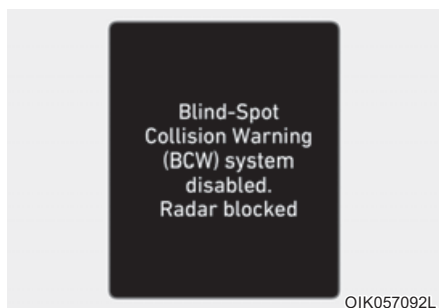 Blind-Spot
Collision Warning
(BCW) system
disabled.
Radar blocked
OIK057092L